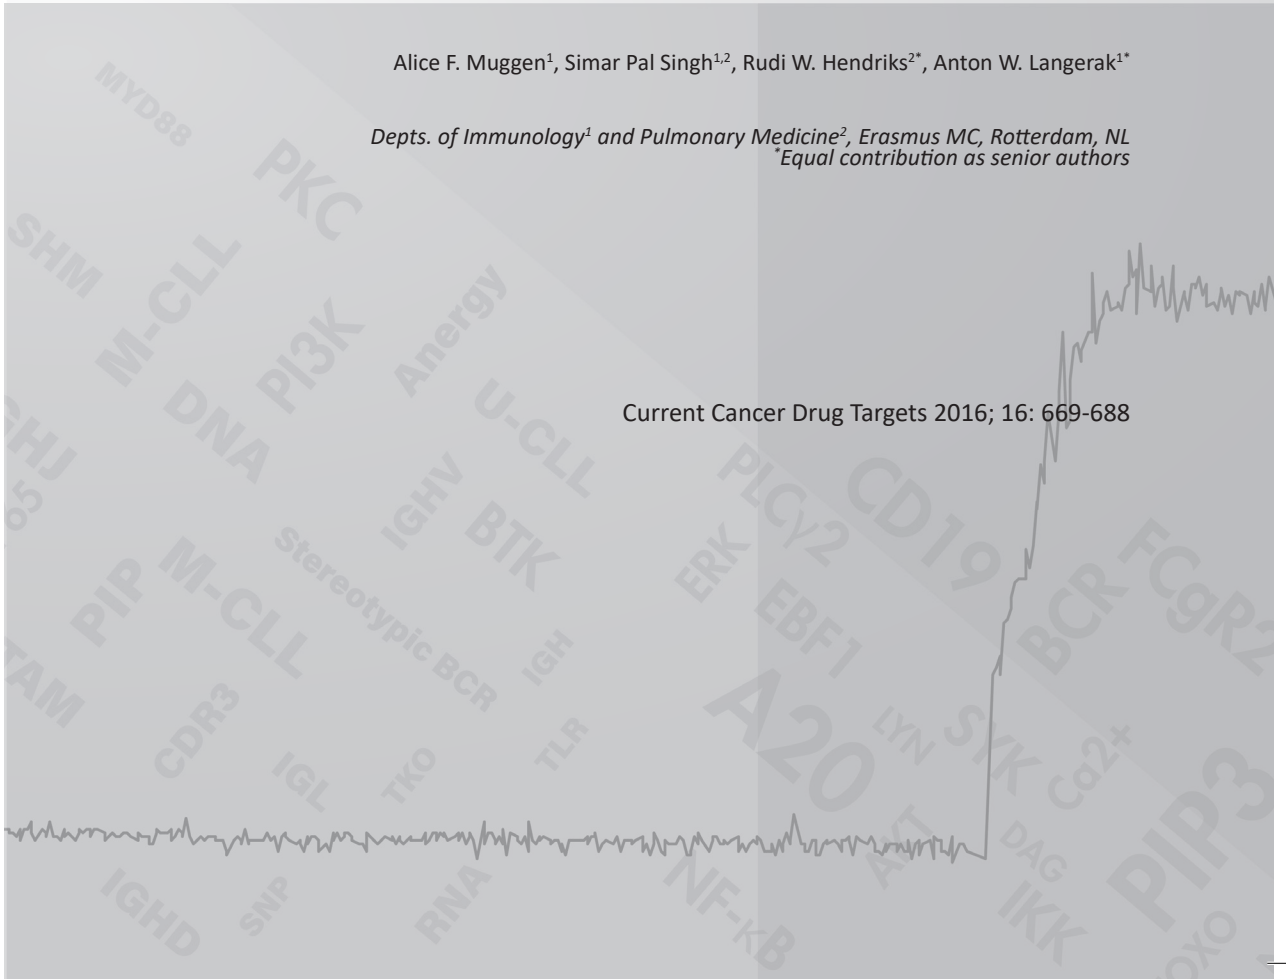 Alice F. Muggen¹, Simar Pal Singh¹,², Rudi W. Hendriks²*, Anton W. Langerak¹*
Depts. of Immunology¹ and Pulmonary Medicine², Erasmus MC, Rotterdam, NL
*Equal contribution as senior authors
Current Cancer Drug Targets 2016; 16: 669-688
MYD88
PKC
SHM
M-CLL
PI3K
Anergy
DNA
U-CLL
IGHV
BTK
PLCγ2
CD19
ERK
EBF1
BCR
FCgR2
PIP
M-CLL
Stereotypic BCR
IGH
CDR3
IGL
TKO
TLR
A20
LYN
SYK
Ca2+
PIP3
AKT
DAG
IKK
IGHD
SNP
RNA
NF-κB